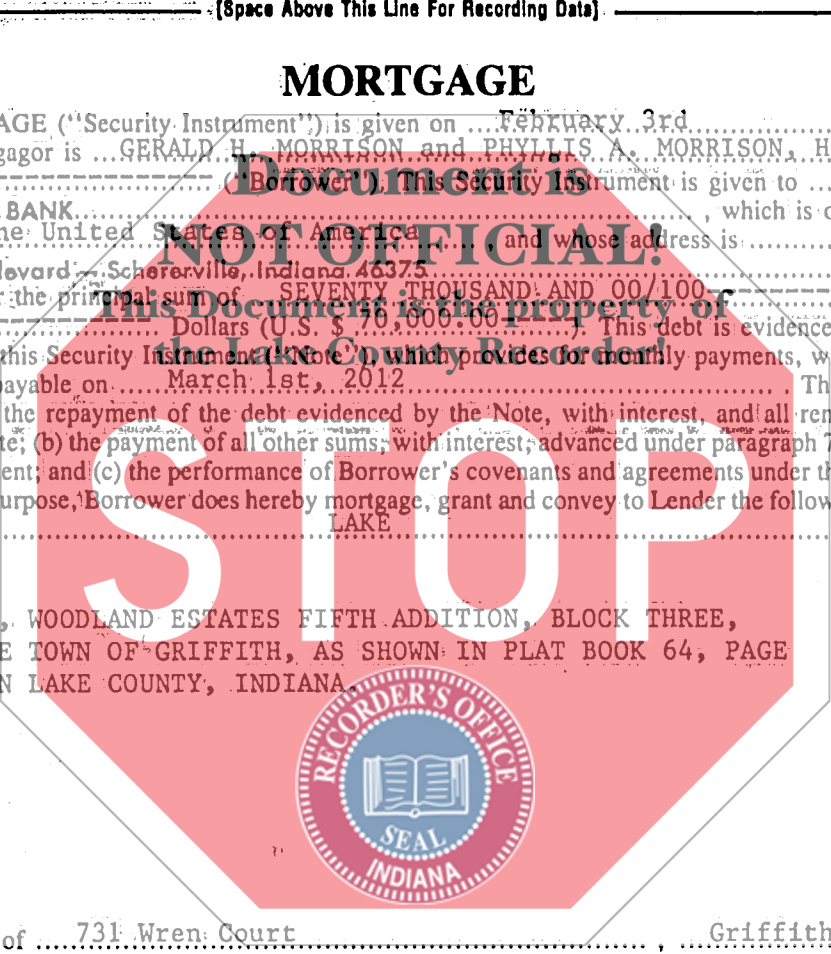 [Space Above This Line For Recording Data]
MORTGAGE
AGE ("Security Instrument") is given on February 3rd
gagor is GERALD H. MORRISON and PHYLLIS A. MORRISON, H
("Borrower"). This Security Instrument is given to
BANK , which is o
he United States of America , and whose address is
levard - Schererville, Indiana 46375
r the principal sum of SEVENTY THOUSAND AND 00/100
Dollars (U.S. $ 70,000.00 ). This debt is evidence
this Security Instrument ("Note"), which provides for monthly payments, w
payable on March 1st, 2012 Th
the repayment of the debt evidenced by the Note, with interest, and all ren
te; (b) the payment of all other sums, with interest, advanced under paragraph 7
ent; and (c) the performance of Borrower's covenants and agreements under th
urpose, Borrower does hereby mortgage, grant and convey to Lender the follow
LAKE
, WOODLAND ESTATES FIFTH ADDITION, BLOCK THREE,
E TOWN OF GRIFFITH, AS SHOWN IN PLAT BOOK 64, PAGE
N LAKE COUNTY, INDIANA.
of 731 Wren Court , Griffith
Document is
NOT OFFICIAL!
This Document is the property of
the Lake County Recorder!
STOP
RECORDER'S OFFICE
SEAL
INDIANA